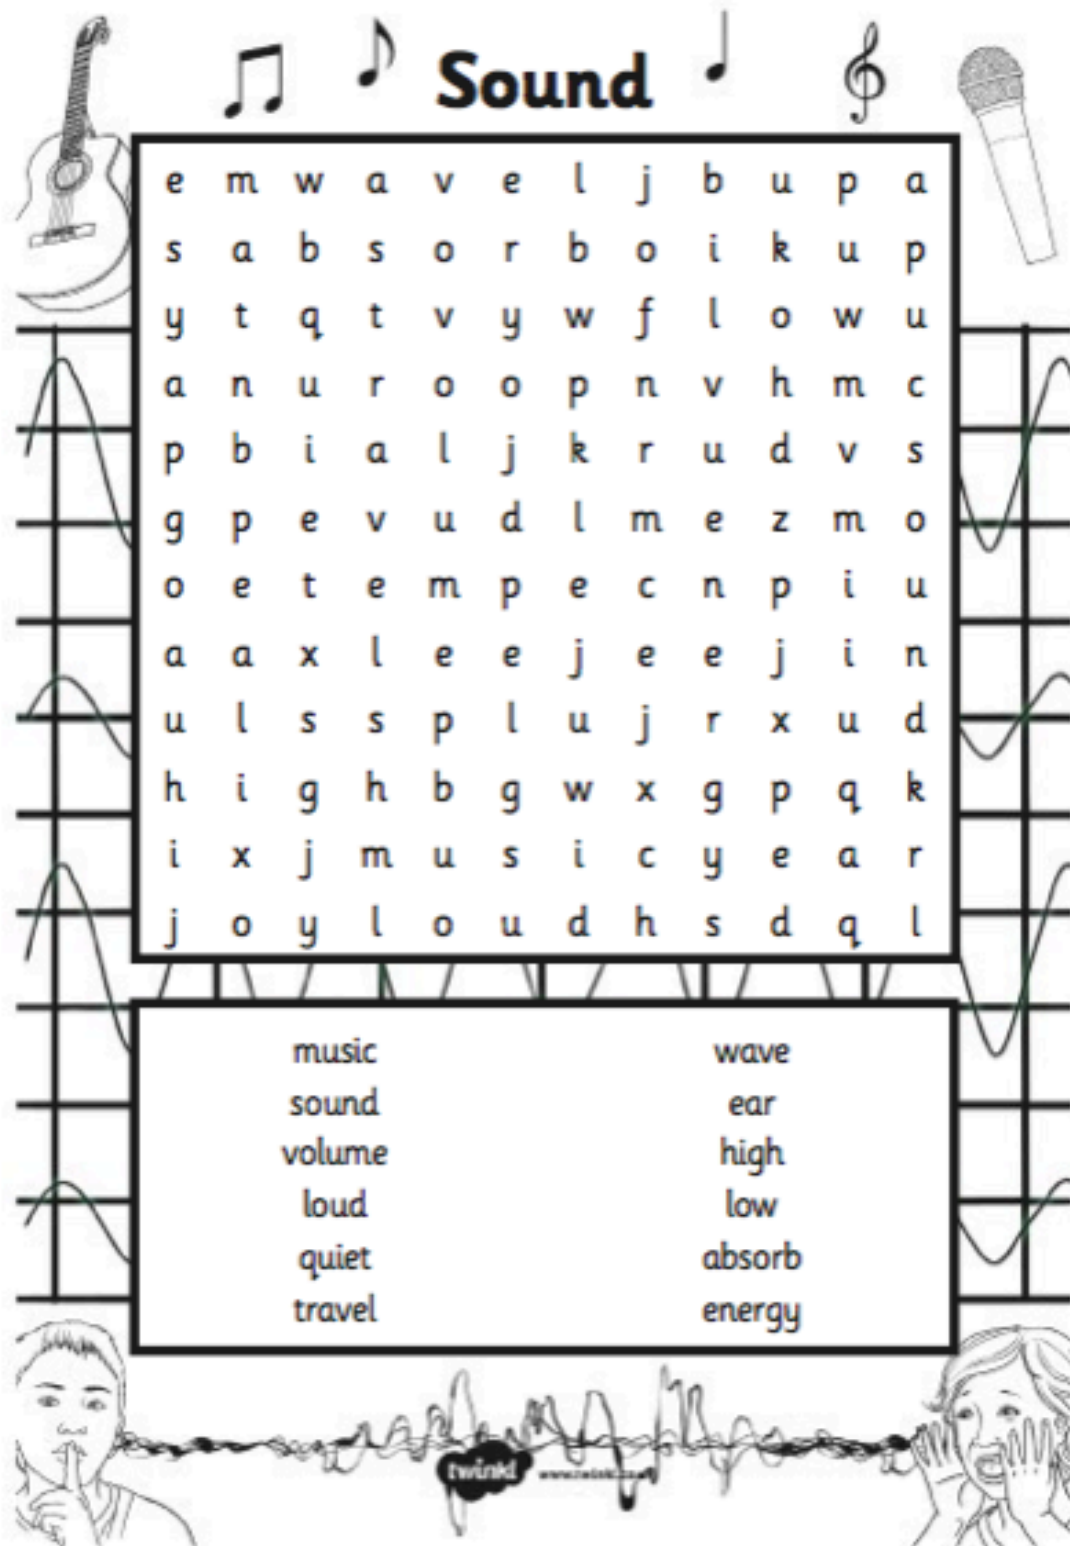 Sound
e m w a v e l j b u p a
s a b s o r b o i k u p
y t q t v y w f l o w u
a n u r o o p n v h m c
p b i a l j k r u d v s
g p e v u d l m e z m o
o e t e m p e c n p i u
a a x l e e j e e j i n
u l s s p l u j r x u d
h i g h b g w x g p q k
i x j m u s i c y e a r
j o y l o u d h s d q l
music wave
sound ear
volume high
loud low
quiet absorb
travel energy
twinkl